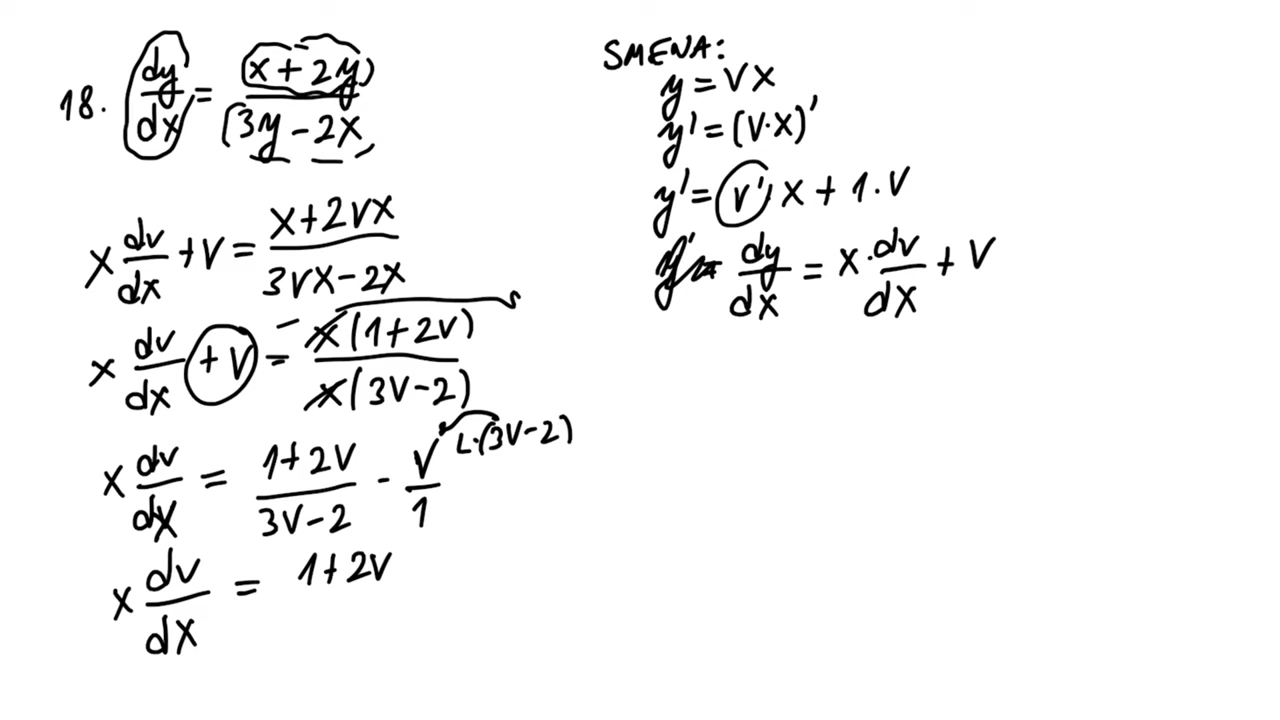 18. dy/dx = (x + 2y)/(3y - 2x)
x dv/dx + v = (x + 2vx)/(3vx - 2x)
x dv/dx + v = x(1 + 2v)/x(3v - 2)
x dv/dx = (1 + 2v)/(3v - 2) - v/1 L·(3v - 2)
x dv/dx = 1 + 2v
SMENA:
y = vx
y' = (v·x)'
y' = v'·x + 1·v
dy/dx = x·dv/dx + v